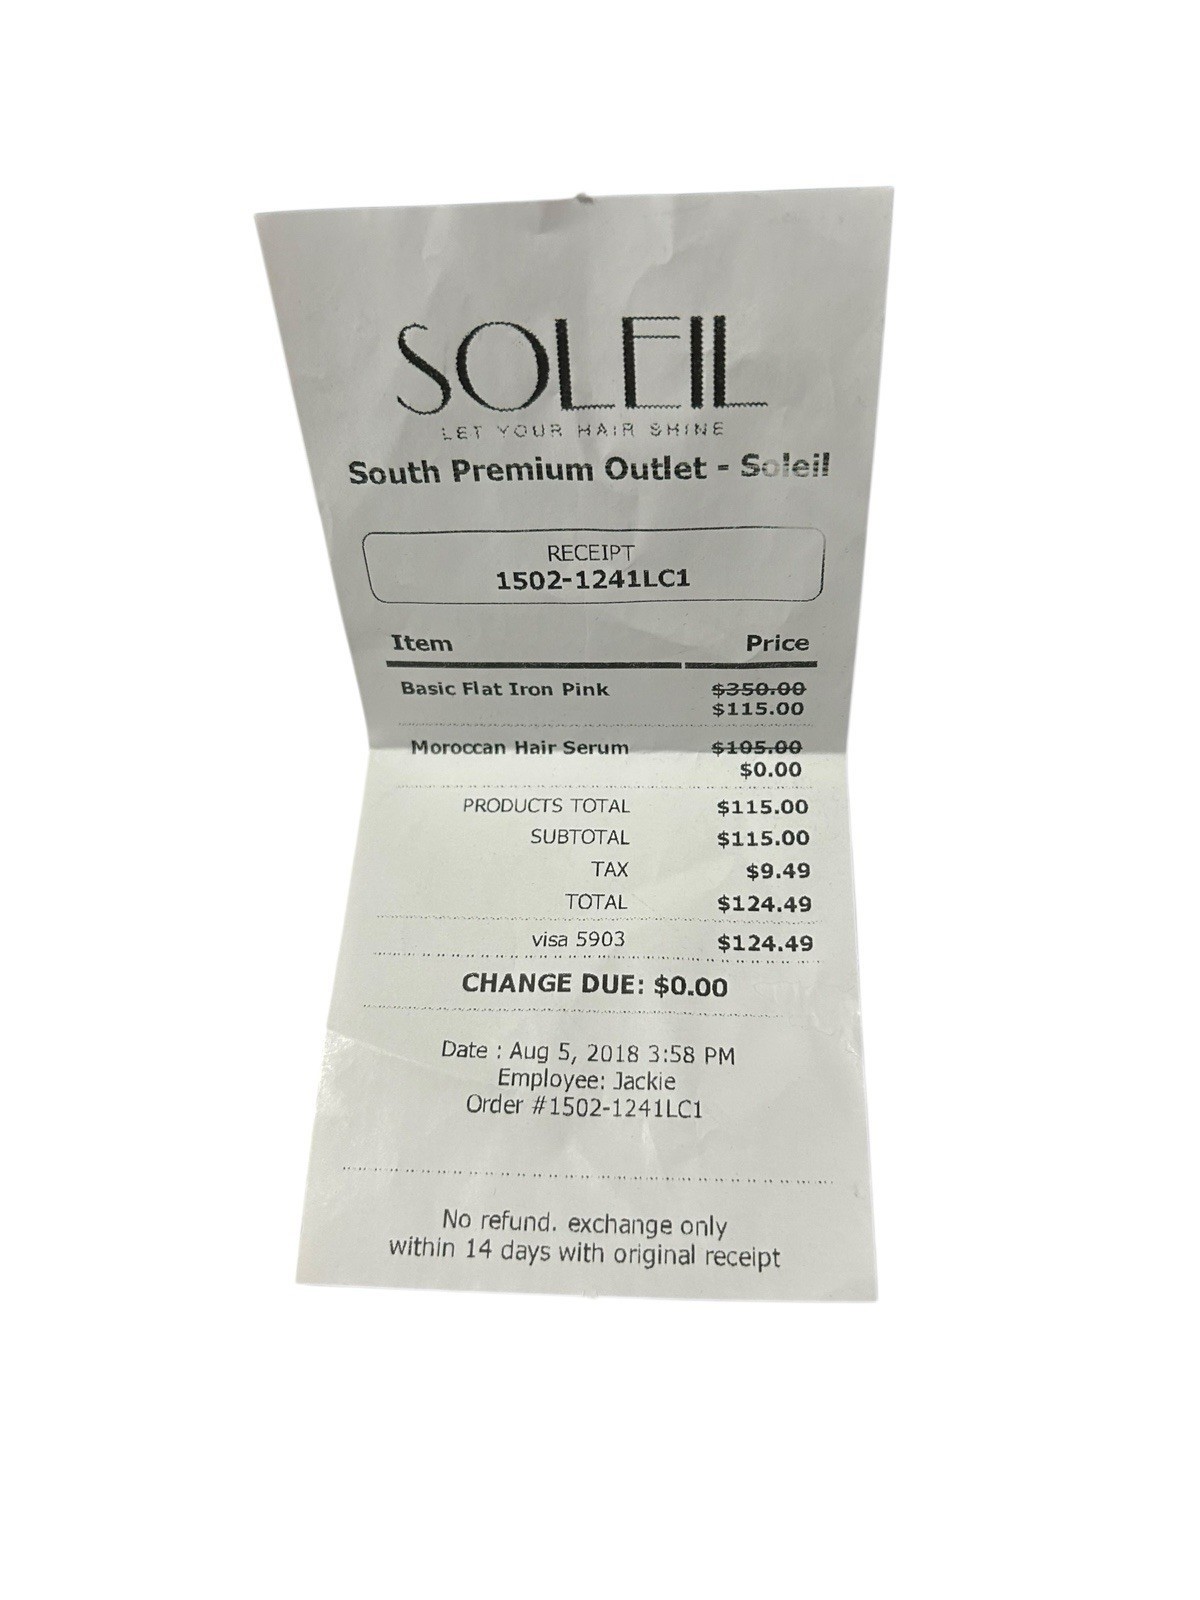 SOLEIL
LET YOUR HAIR SHINE
South Premium Outlet - Soleil
RECEIPT
1502-1241LC1
Item Price
Basic Flat Iron Pink $350.00
$115.00
Moroccan Hair Serum $105.00
$0.00
PRODUCTS TOTAL $115.00
SUBTOTAL $115.00
TAX $9.49
TOTAL $124.49
visa 5903 $124.49
CHANGE DUE: $0.00
Date : Aug 5, 2018 3:58 PM
Employee: Jackie
Order #1502-1241LC1
No refund. exchange only
within 14 days with original receipt